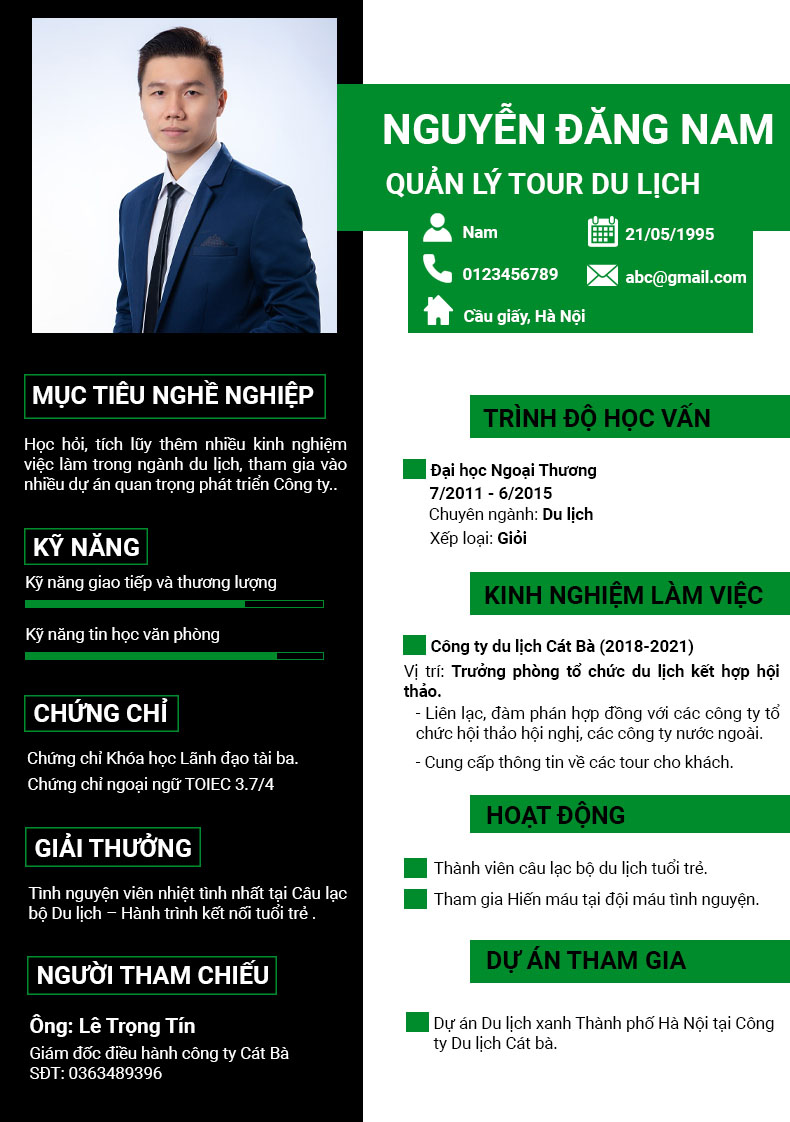 NGUYỄN ĐĂNG NAM
QUẢN LÝ TOUR DU LỊCH
Nam
21/05/1995
0123456789
abc@gmail.com
Cầu giấy, Hà Nội
MỤC TIÊU NGHỀ NGHIỆP
Học hỏi, tích lũy thêm nhiều kinh nghiệm
việc làm trong ngành du lịch, tham gia vào
nhiều dự án quan trọng phát triển Công ty..
KỸ NĂNG
Kỹ năng giao tiếp và thương lượng
Kỹ năng tin học văn phòng
CHỨNG CHỈ
Chứng chỉ Khóa học Lãnh đạo tài ba.
Chứng chỉ ngoại ngữ TOIEC 3.7/4
GIẢI THƯỞNG
Tình nguyện viên nhiệt tình nhất tại Câu lạc
bộ Du lịch – Hành trình kết nối tuổi trẻ .
NGƯỜI THAM CHIẾU
Ông: Lê Trọng Tín
Giám đốc điều hành công ty Cát Bà
SĐT: 0363489396
TRÌNH ĐỘ HỌC VẤN
Đại học Ngoại Thương
7/2011 - 6/2015
Chuyên ngành: Du lịch
Xếp loại: Giỏi
KINH NGHIỆM LÀM VIỆC
Công ty du lịch Cát Bà (2018-2021)
Vị trí: Trưởng phòng tổ chức du lịch kết hợp hội
thảo.
- Liên lạc, đàm phán hợp đồng với các công ty tổ
chức hội thảo hội nghị, các công ty nước ngoài.
- Cung cấp thông tin về các tour cho khách.
HOẠT ĐỘNG
Thành viên câu lạc bộ du lịch tuổi trẻ.
Tham gia Hiến máu tại đội máu tình nguyện.
DỰ ÁN THAM GIA
Dự án Du lịch xanh Thành phố Hà Nội tại Công
ty Du lịch Cát bà.